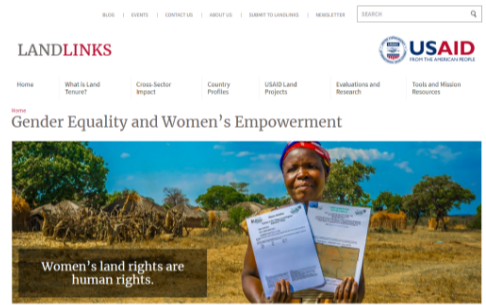 BLOG | EVENTS | CONTACT US | ABOUT US | SUBMIT TO LANDLINKS | NEWSLETTER
SEARCH
LANDLINKS
USAID
FROM THE AMERICAN PEOPLE
Home
What is Land
Tenure?
Cross-Sector
Impact
Country
Profiles
USAID Land
Projects
Evaluations and
Research
Tools and Mission
Resources
Home
Gender Equality and Women's Empowerment
Women's land rights are
human rights.